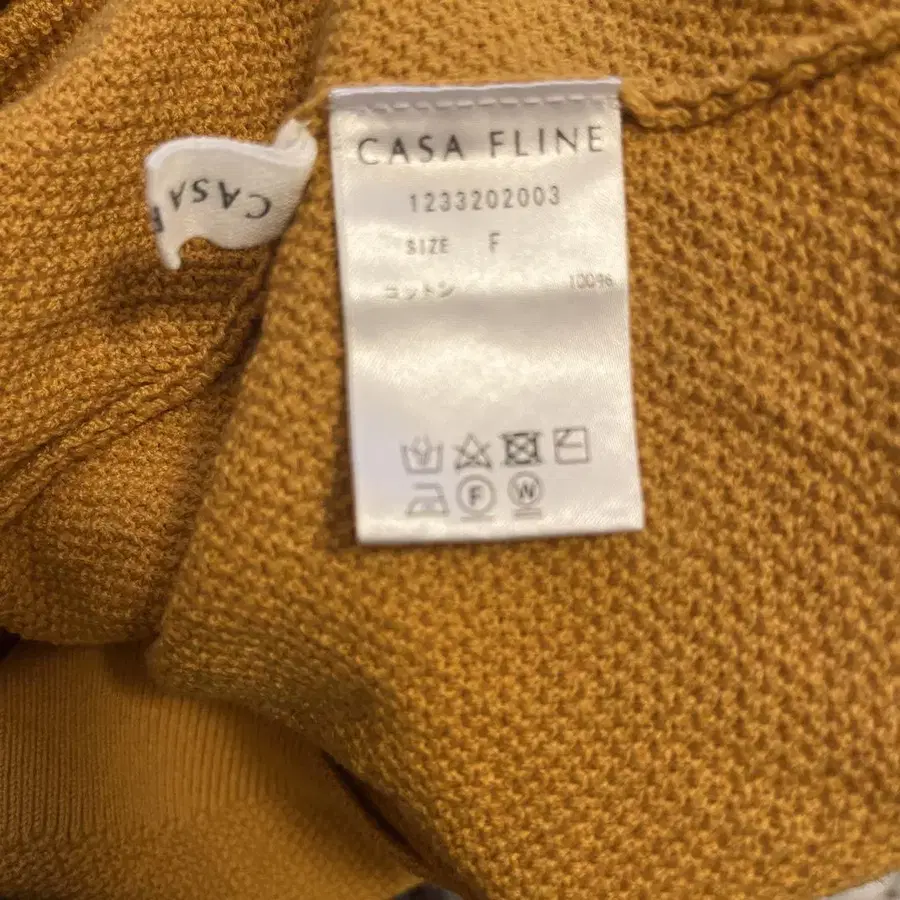 CASA FLINE
1233202003
SIZE F
コットン 100%
CASA F
F W